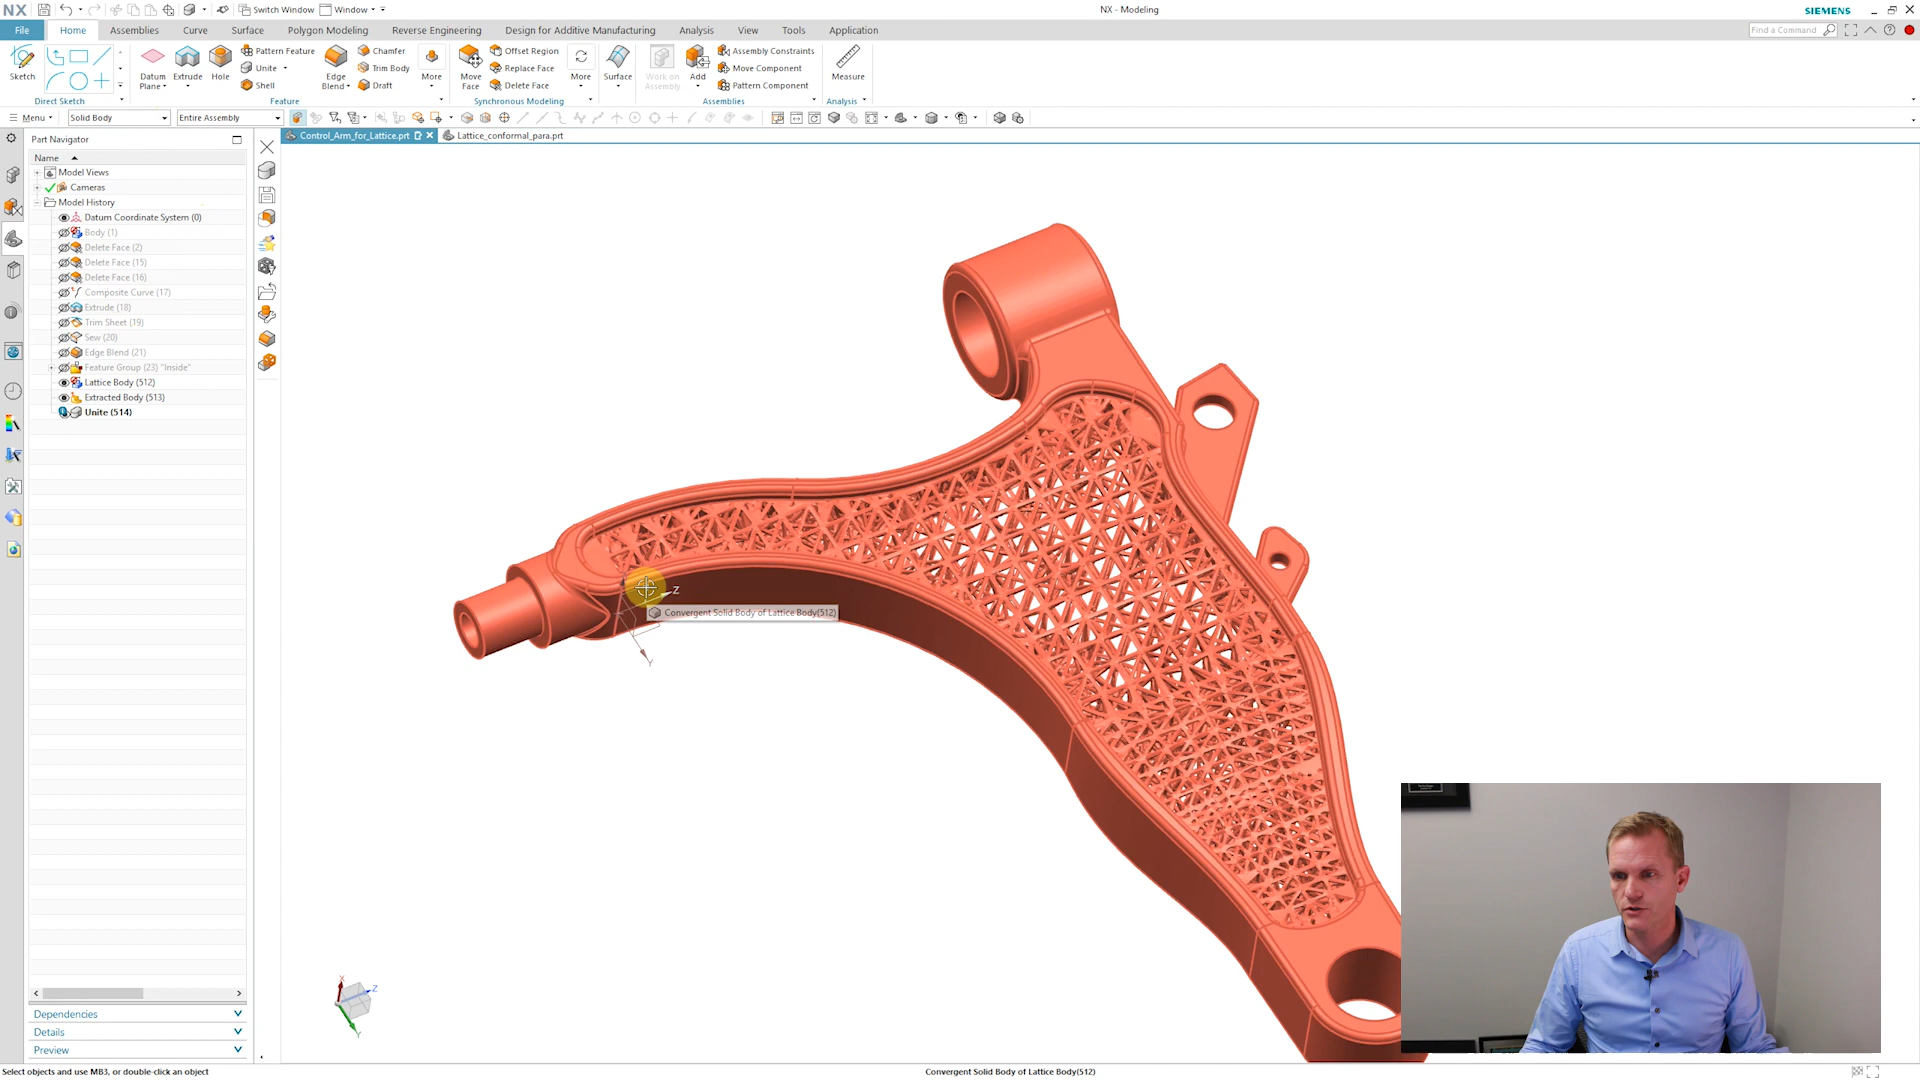 NX
Switch Window
Window
NX - Modeling
SIEMENS
File
Home
Assemblies
Curve
Surface
Polygon Modeling
Reverse Engineering
Design for Additive Manufacturing
Analysis
View
Tools
Application
Find a Command
Sketch
Datum Plane
Extrude
Hole
Pattern Feature
Unite
Shell
Edge Blend
Chamfer
Trim Body
Draft
More
Move Face
Offset Region
Replace Face
Delete Face
More
Surface
Work on Assembly
Add
Assembly Constraints
Move Component
Pattern Component
Measure
Direct Sketch
Feature
Synchronous Modeling
Assemblies
Analysis
Menu
Solid Body
Entire Assembly
Part Navigator
Control_Arm_for_Lattice.prt
Lattice_conformal_para.prt
Name
Model Views
Cameras
Model History
Datum Coordinate System (0)
Body (1)
Delete Face (2)
Delete Face (15)
Delete Face (16)
Composite Curve (17)
Extrude (18)
Trim Sheet (19)
Sew (20)
Edge Blend (21)
Feature Group (23) "Inside"
Lattice Body (512)
Extracted Body (513)
Unite (514)
Z
Convergent Solid Body of Lattice Body(512)
Y
X
Z
Y
Dependencies
Details
Preview
Select objects and use MB3, or double-click an object
Convergent Solid Body of Lattice Body(512)